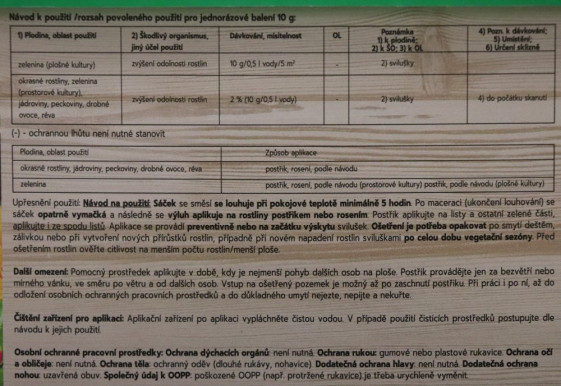 Návod k použití /rozsah povoleného použití pro jednorázové balení 10 g:
1) Plodina, oblast použití 2) Škodlivý organismus, jiný účel použití Dávkování, mísitelnost OL Poznámka 1) k plodině; 2) k ŠO; 3) k OL 4) Pozn. k dávkování; 5) Umístění; 6) Určení sklizně
zelenina (plošné kultury) zvýšení odolnosti rostlin 10 g/0,5 l vody/5 m² - 2) svilušky
okrasné rostliny, zelenina (prostorové kultury), jádroviny, peckoviny, drobné ovoce, réva zvýšení odolnosti rostlin 2 % (10 g/0,5 l vody) - 2) svilušky 4) do počátku skanutí
(-) - ochrannou lhůtu není nutné stanovit
Plodina, oblast použití Způsob aplikace
okrasné rostliny, jádroviny, peckoviny, drobné ovoce, réva postřik, rosení, podle návodu
zelenina postřik, rosení, podle návodu (prostorové kultury) postřik, podle návodu (plošné kultury)
Upřesnění použití: Návod na použití: Sáček se směsí se louhuje při pokojové teplotě minimálně 5 hodin. Po maceraci (ukončení louhování) se
sáček opatrně vymačká a následně se výluh aplikuje na rostliny postřikem nebo rosením. Postřik aplikujte na listy a ostatní zelené části,
aplikujte i ze spodu listů. Aplikace se provádí preventivně nebo na začátku výskytu svilušek. Ošetření je potřeba opakovat po smytí deštěm,
zálivkou nebo při vytvoření nových přírůstků rostlin, případně při novém napadení rostlin sviluškami po celou dobu vegetační sezóny. Před
ošetřením rostlin ověřte citlivost na menším počtu rostlin/menší ploše.
Další omezení: Pomocný prostředek aplikujte v době, kdy je nejmenší pohyb dalších osob na ploše. Postřik provádějte jen za bezvětří nebo
mírného vánku, ve směru po větru a od dalších osob. Vstup na ošetřený pozemek je možný až po zaschnutí postřiku. Při práci i po ní, až do
odložení osobních ochranných pracovních prostředků a do důkladného umytí nejezte, nepijte a nekuřte.
Čištění zařízení pro aplikaci: Aplikační zařízení po aplikaci vypláchněte čistou vodou. V případě použití čisticích prostředků postupujte dle
návodu k jejich použití.
Osobní ochranné pracovní prostředky: Ochrana dýchacích orgánů: není nutná. Ochrana rukou: gumové nebo plastové rukavice. Ochrana očí
a obličeje: není nutná. Ochrana těla: ochranný oděv (dlouhé rukávy, nohavice). Dodatečná ochrana hlavy: není nutná. Dodatečná ochrana
nohou: uzavřená obuv. Společný údaj k OOPP: poškozené OOPP (např. protržené rukavice) je třeba urychleně vyměnit.